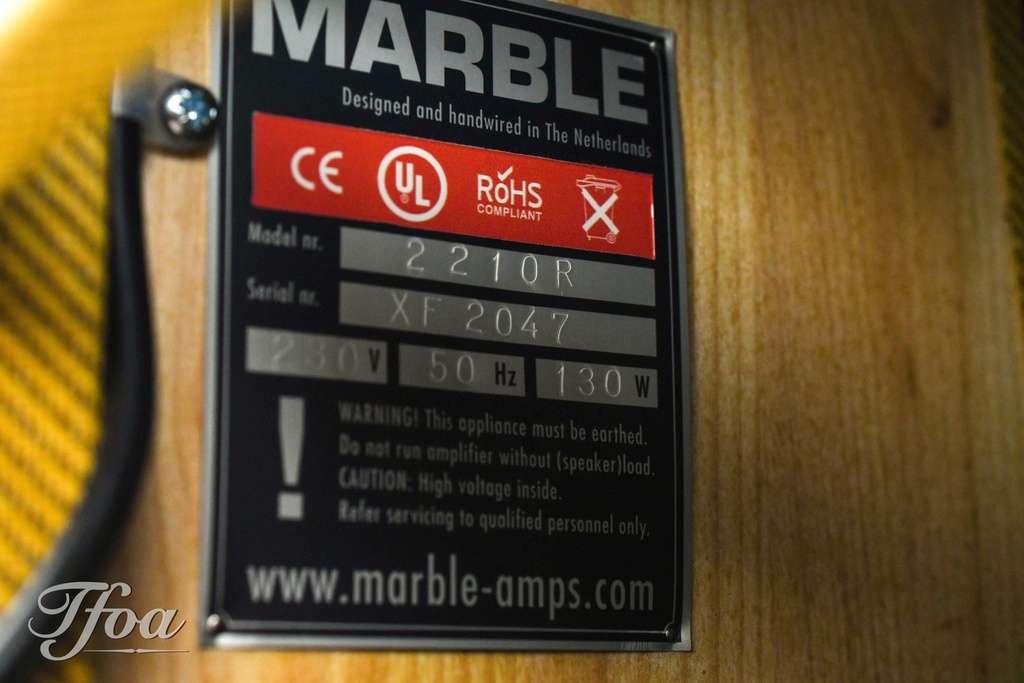 MARBLE
Designed and handwired in The Netherlands
CE UL RoHS COMPLIANT
Model nr. 2210R
Serial nr. XF 2047
230 V 50 Hz 130 W
! WARNING! This appliance must be earthed.
Do not run amplifier without (speaker)load.
CAUTION: High voltage inside.
Refer servicing to qualified personnel only.
www.marble-amps.com
Tfoa